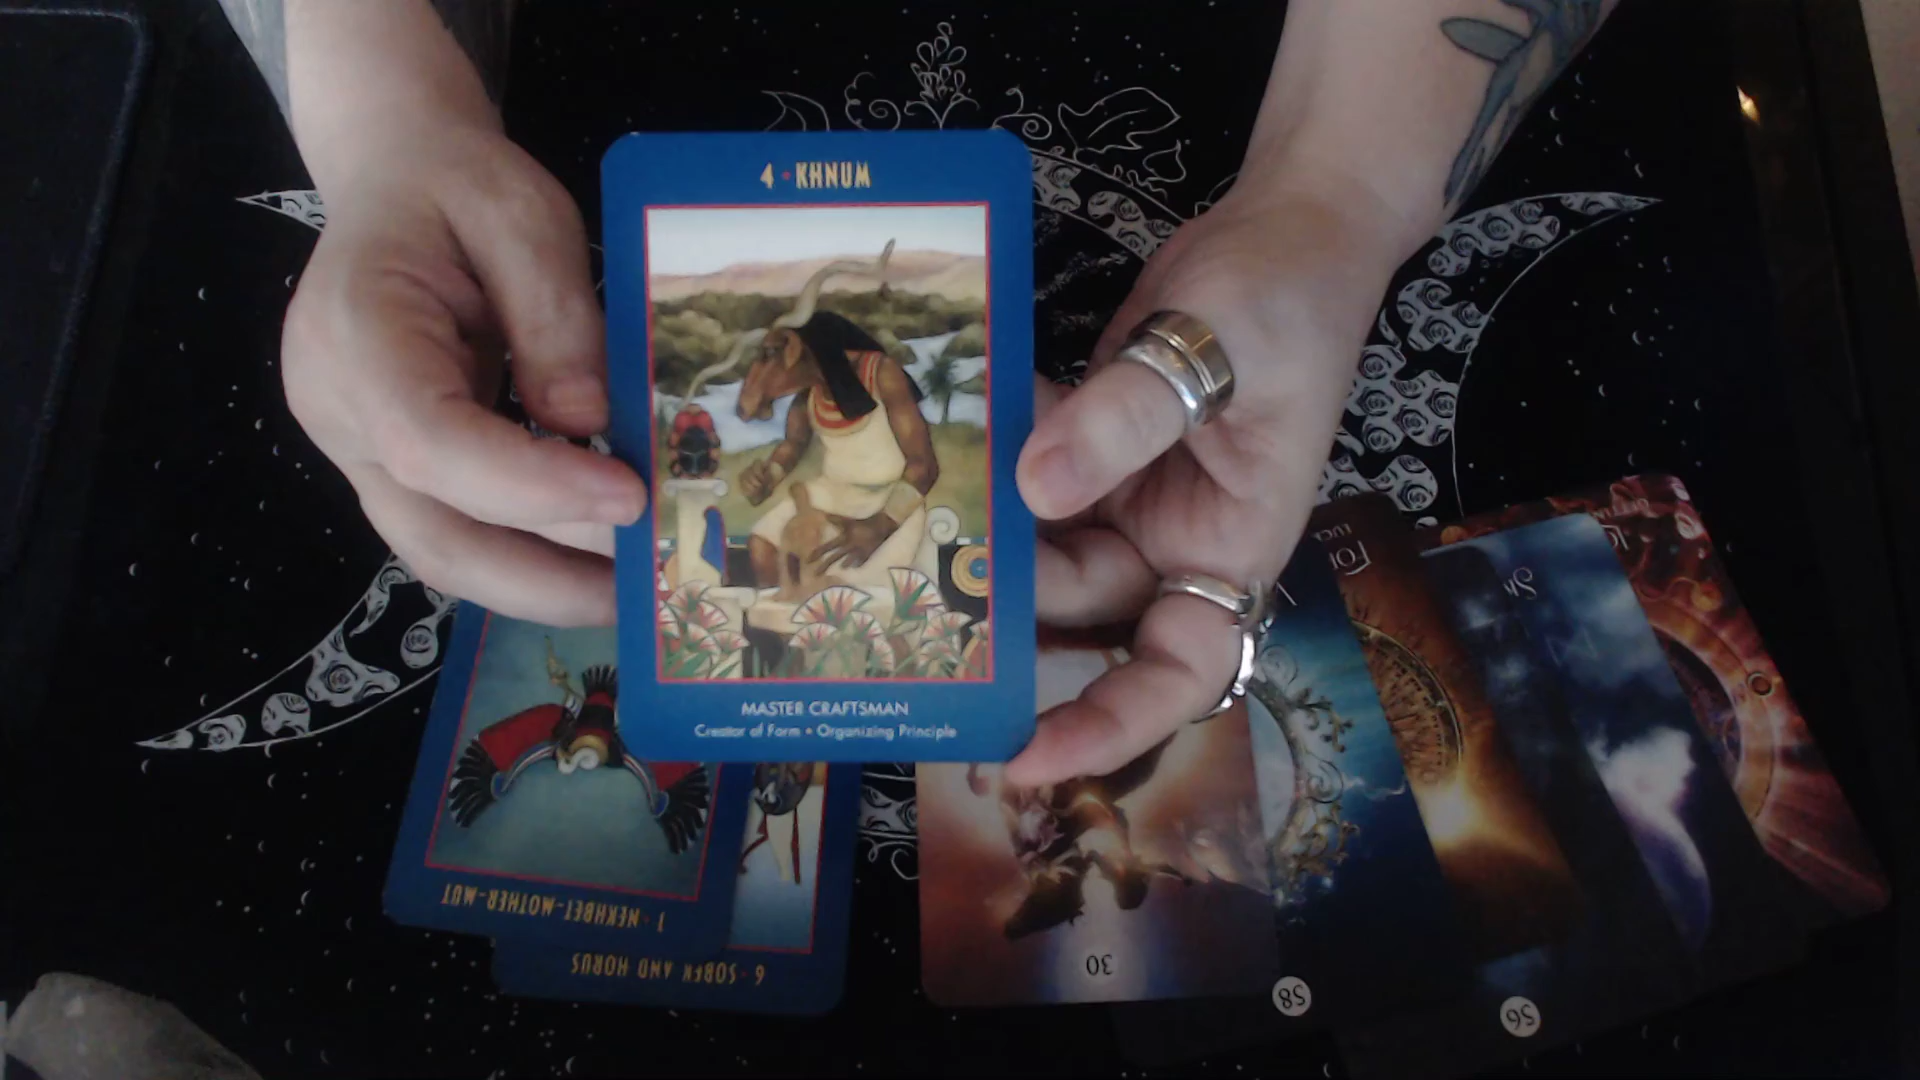 4 • KHNUM
MASTER CRAFTSMAN
Creator of Form • Organizing Principle
1 • NEKHBET-MOTHER-MUT
6 • SOBEK AND HORUS
30
58
56